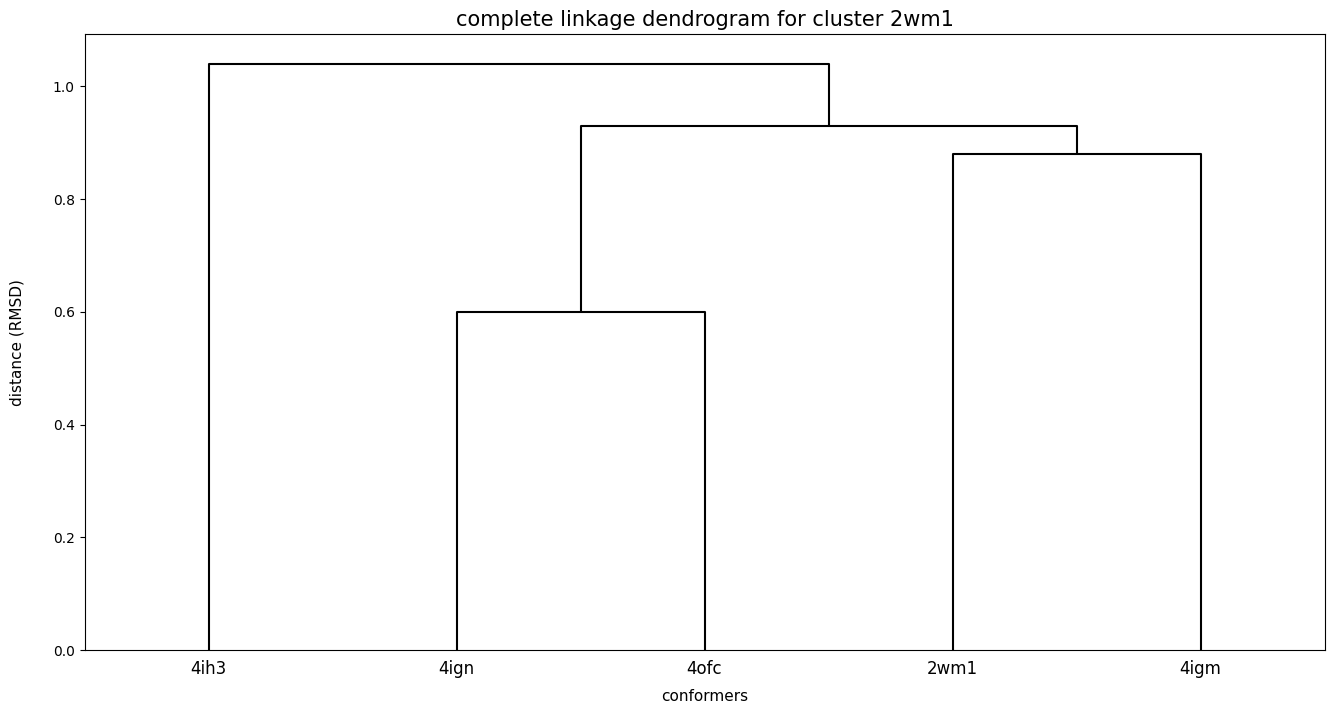 complete linkage dendrogram for cluster 2wm1
1.0
0.8
0.6
0.4
0.2
0.0
distance (RMSD)
4ih3 4ign 4ofc 2wm1 4igm
conformers